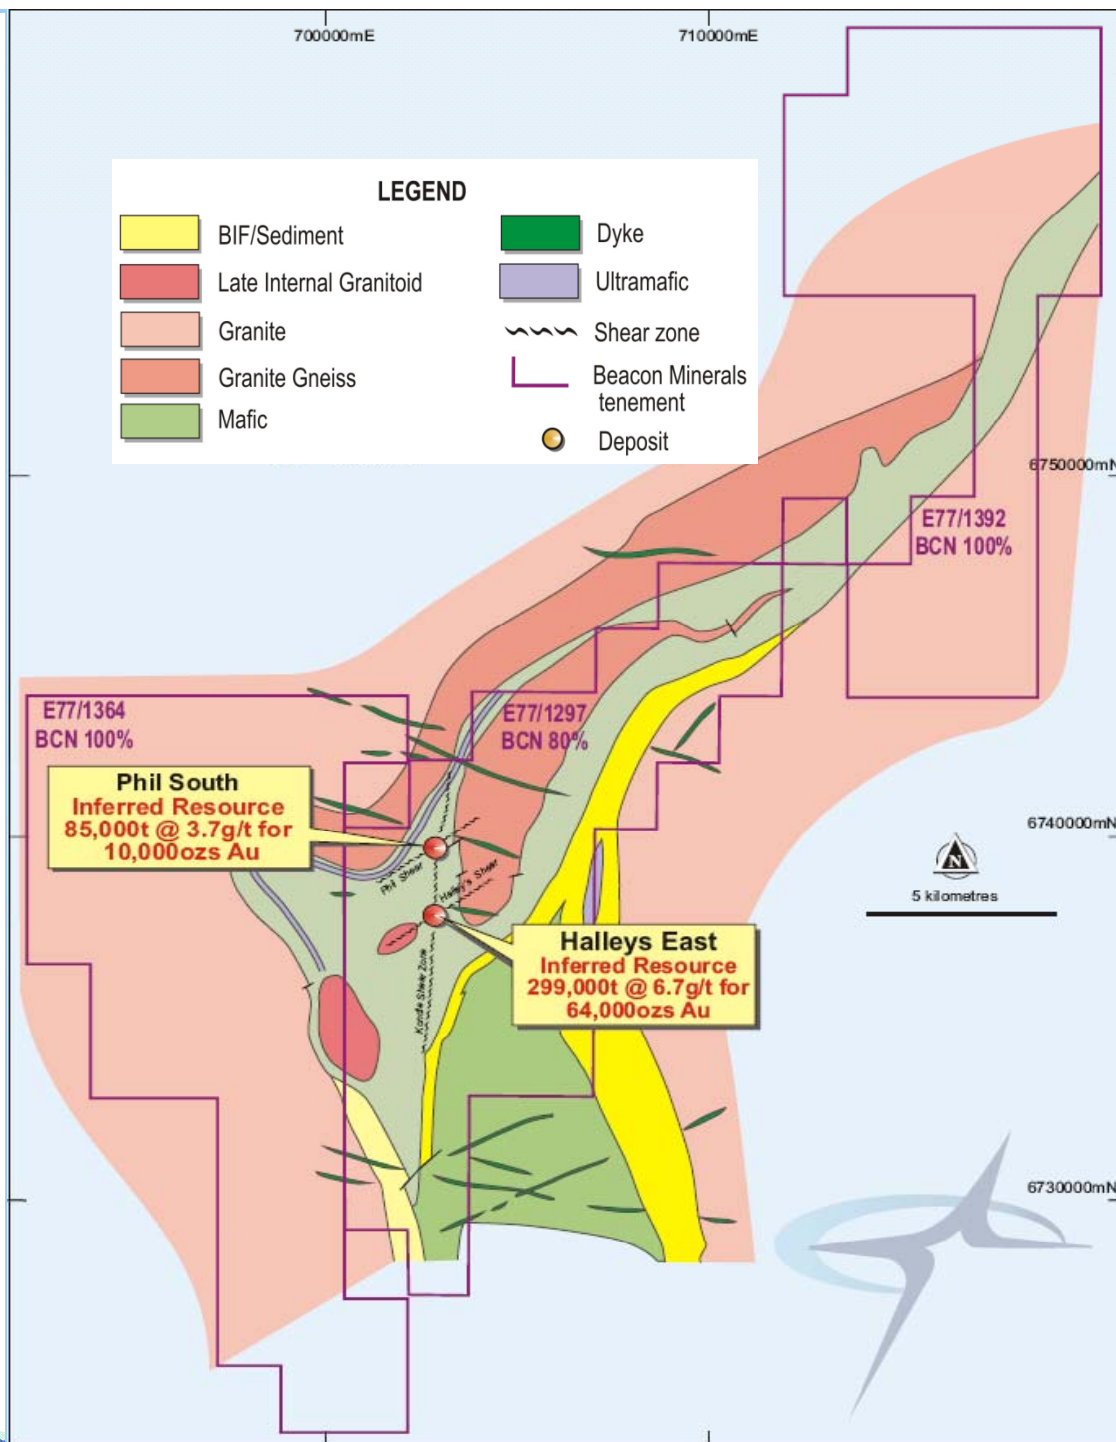 700000mE
710000mE
LEGEND
BIF/Sediment
Late Internal Granitoid
Granite
Granite Gneiss
Mafic
Dyke
Ultramafic
Shear zone
Beacon Minerals
tenement
Deposit
6750000mN
E77/1392
BCN 100%
E77/1364
BCN 100%
E77/1297
BCN 80%
Phil South
Inferred Resource
85,000t @ 3.7g/t for
10,000ozs Au
6740000mN
N
5 kilometres
Phil Shear
Halley's Shear
Halleys East
Inferred Resource
299,000t @ 6.7g/t for
64,000ozs Au
Shear Zone
6730000mN